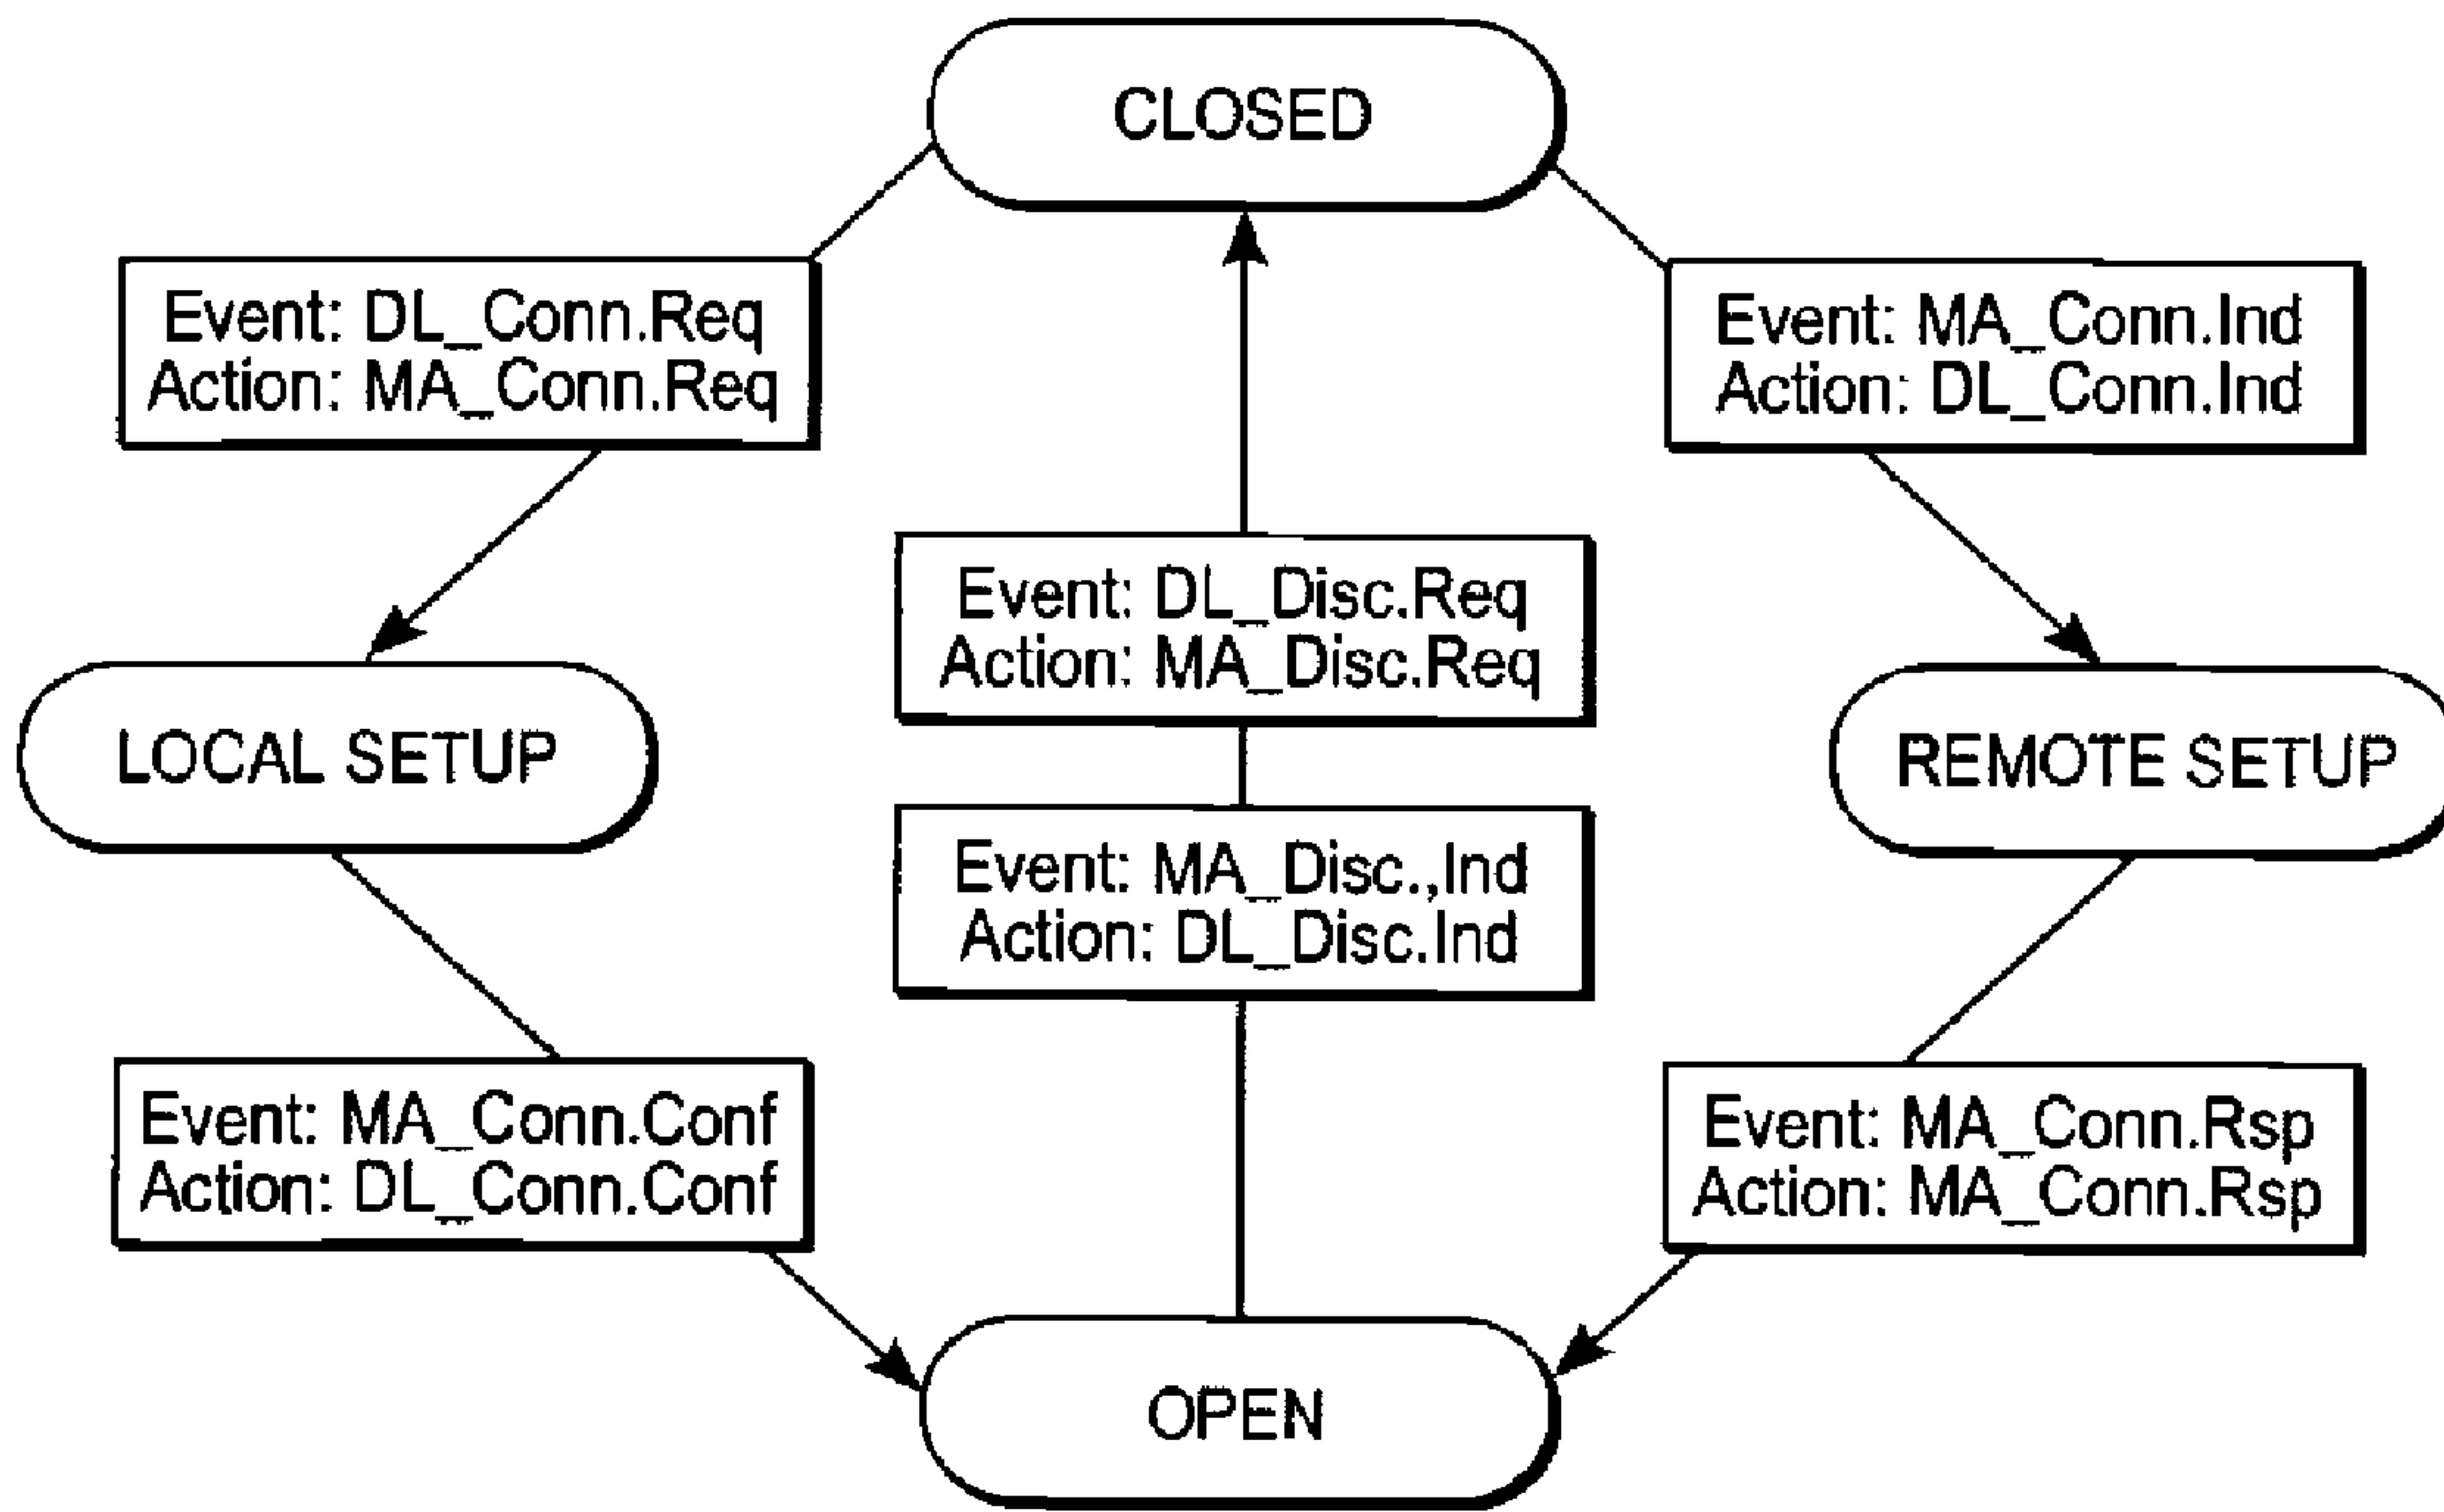 CLOSED
Event: DL_Conn.Req
Action: MA_Conn.Req
Event: MA_Conn.Ind
Action: DL_Conn.Ind
Event: DL_Disc.Req
Action: MA_Disc.Req
LOCAL SETUP
REMOTE SETUP
Event: MA_Disc.,Ind
Action: DL_Disc.Ind
Event: MA_Conn.Conf
Action: DL_Conn.Conf
Event: MA_Conn.Rsp
Action: MA_Conn.Rsp
OPEN